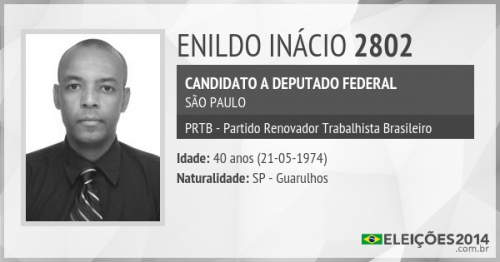 ENILDO INÁCIO 2802
CANDIDATO A DEPUTADO FEDERAL
SÃO PAULO
PRTB - Partido Renovador Trabalhista Brasileiro
Idade: 40 anos (21-05-1974)
Naturalidade: SP - Guarulhos
ELEIÇÕES2014
.com.br